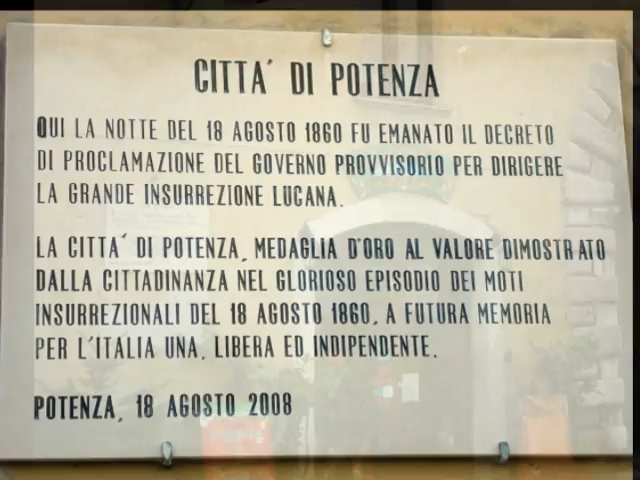 CITTA' DI POTENZA
QUI LA NOTTE DEL 18 AGOSTO 1860 FU EMANATO IL DECRETO
DI PROCLAMAZIONE DEL GOVERNO PROVVISORIO PER DIRIGERE
LA GRANDE INSURREZIONE LUCANA.
LA CITTA' DI POTENZA, MEDAGLIA D'ORO AL VALORE DIMOSTRATO
DALLA CITTADINANZA NEL GLORIOSO EPISODIO DEI MOTI
INSURREZIONALI DEL 18 AGOSTO 1860, A FUTURA MEMORIA
PER L'ITALIA UNA, LIBERA ED INDIPENDENTE.
POTENZA, 18 AGOSTO 2008